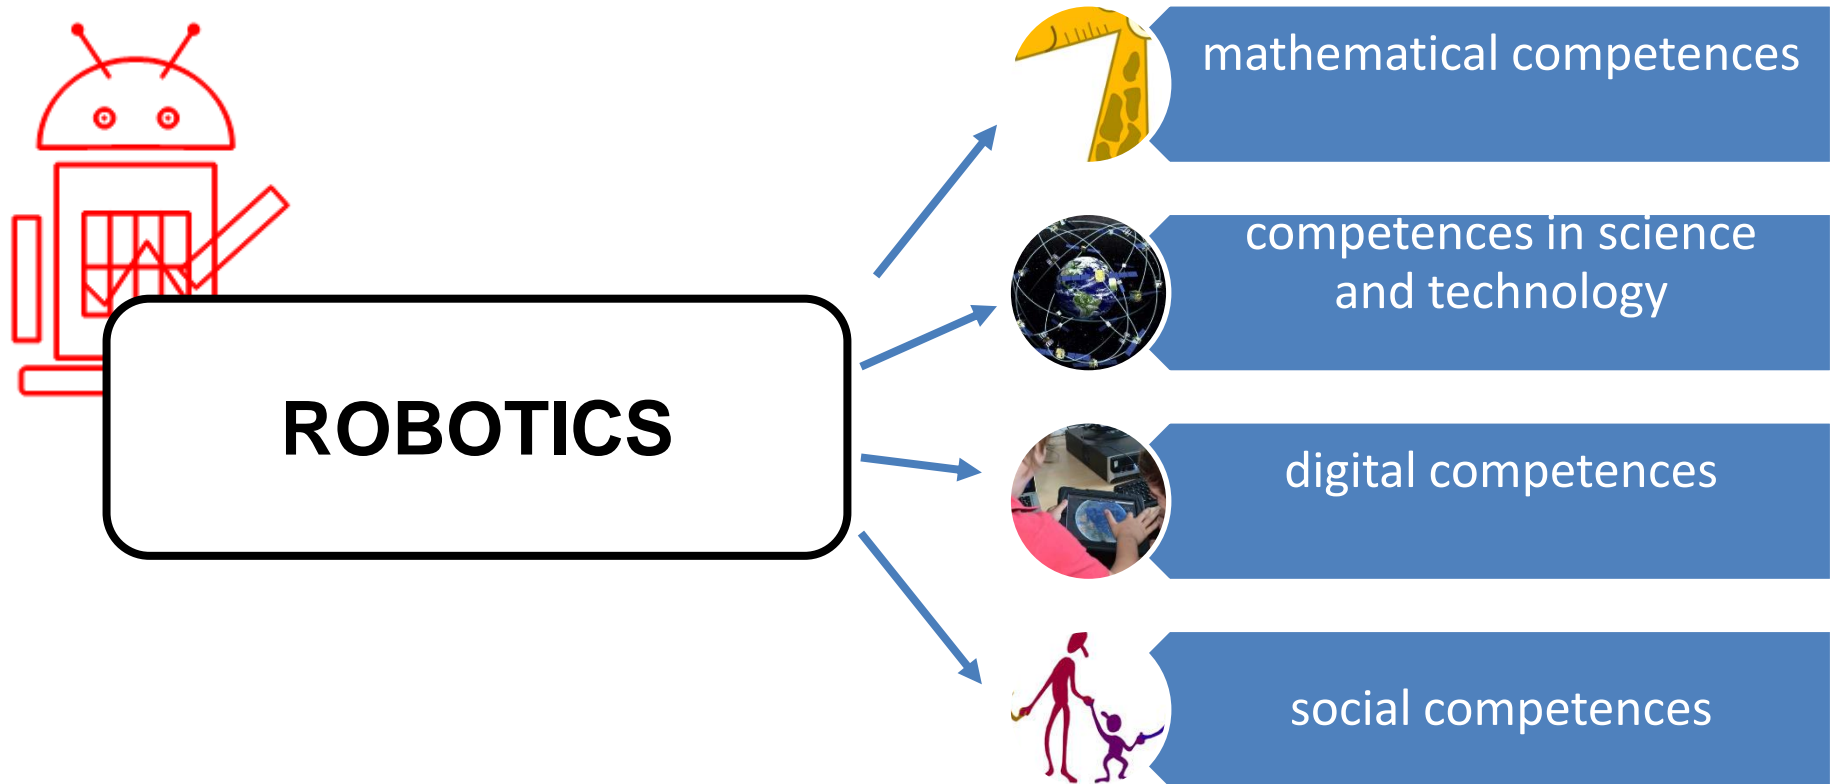 mathematical competences
competences in science
and technology
ROBOTICS
digital competences
social competences